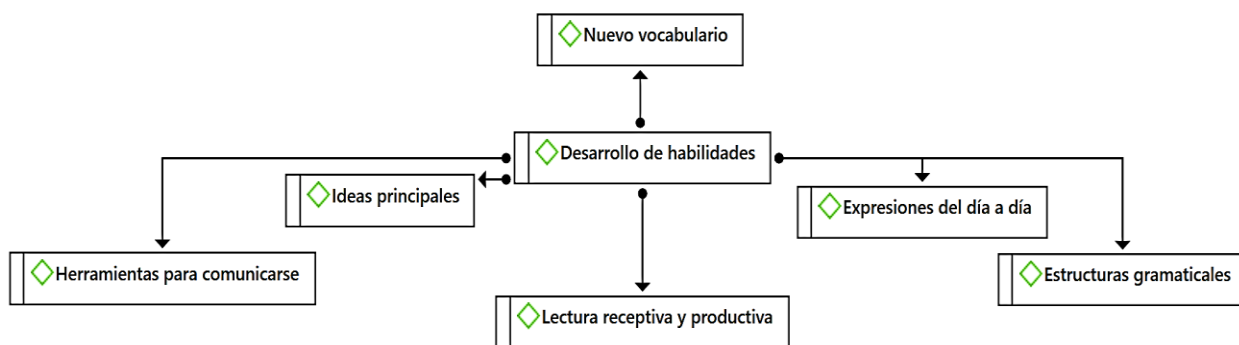 Nuevo vocabulario
Desarrollo de habilidades
Ideas principales
Expresiones del día a día
Herramientas para comunicarse
Estructuras gramaticales
Lectura receptiva y productiva